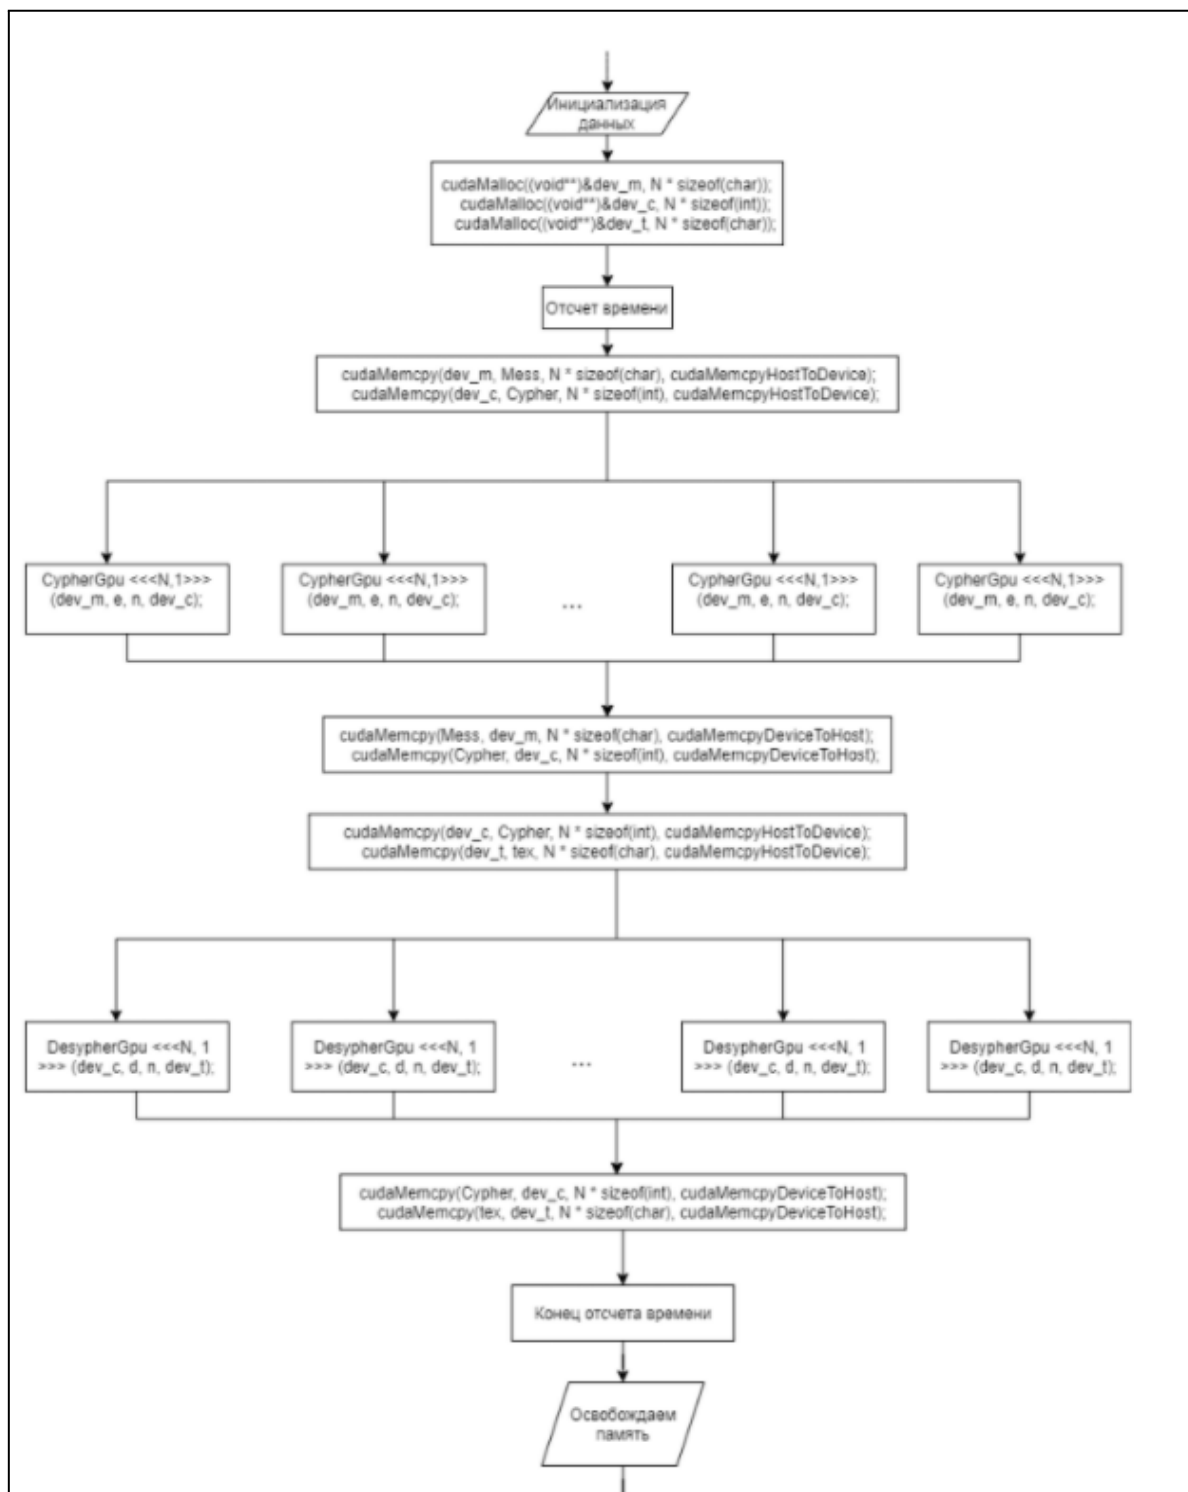 Инициализация
данных
cudaMalloc((void**)&dev_m, N * sizeof(char));
cudaMalloc((void**)&dev_c, N * sizeof(int));
cudaMalloc((void**)&dev_t, N * sizeof(char));
Отсчет времени
cudaMemcpy(dev_m, Mess, N * sizeof(char), cudaMemcpyHostToDevice);
cudaMemcpy(dev_c, Cypher, N * sizeof(int), cudaMemcpyHostToDevice);
CypherGpu <<<N,1>>>
(dev_m, e, n, dev_c);
CypherGpu <<<N,1>>>
(dev_m, e, n, dev_c);
...
CypherGpu <<<N,1>>>
(dev_m, e, n, dev_c);
CypherGpu <<<N,1>>>
(dev_m, e, n, dev_c);
cudaMemcpy(Mess, dev_m, N * sizeof(char), cudaMemcpyDeviceToHost);
cudaMemcpy(Cypher, dev_c, N * sizeof(int), cudaMemcpyDeviceToHost);
cudaMemcpy(dev_c, Cypher, N * sizeof(int), cudaMemcpyHostToDevice);
cudaMemcpy(dev_t, tex, N * sizeof(char), cudaMemcpyHostToDevice);
DesypherGpu <<<N, 1
>>> (dev_c, d, n, dev_t);
DesypherGpu <<<N, 1
>>> (dev_c, d, n, dev_t);
...
DesypherGpu <<<N, 1
>>> (dev_c, d, n, dev_t);
DesypherGpu <<<N, 1
>>> (dev_c, d, n, dev_t);
cudaMemcpy(Cypher, dev_c, N * sizeof(int), cudaMemcpyDeviceToHost);
cudaMemcpy(tex, dev_t, N * sizeof(char), cudaMemcpyDeviceToHost);
Конец отсчета времени
Освобождаем
память